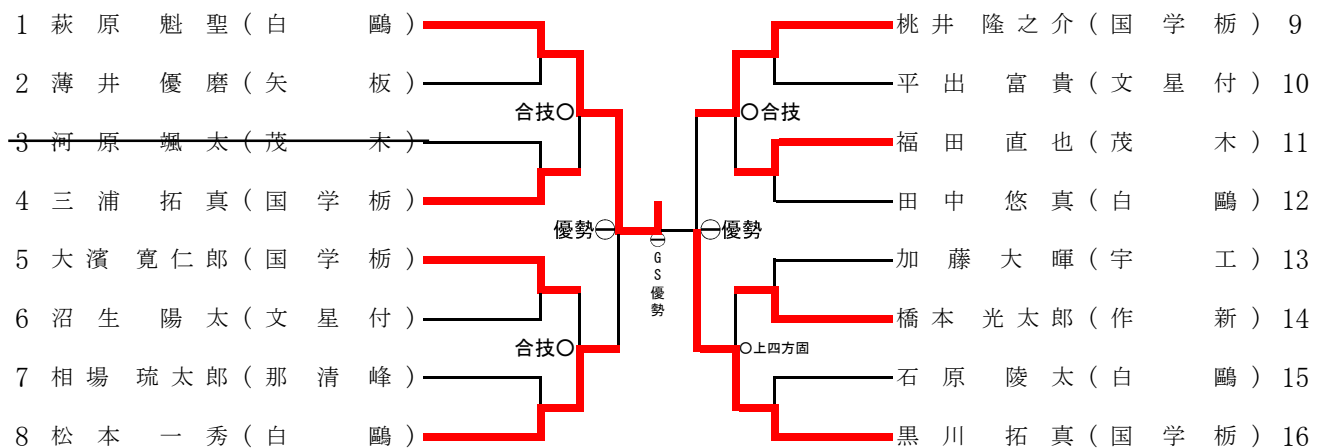 1 萩原 魁聖(白 鷗)
2 薄井 優磨(矢 板)
合技○
3 河原 颯太(茂 木)
4 三浦 拓真(国学栃)
優勢○
5 大濱 寛仁郎(国学栃)
6 沼生 陽太(文星付)
合技○
7 相場 琉太郎(那清峰)
8 松本 一秀(白 鷗)
GS優勢
桃井 隆之介(国学栃) 9
平出 富貴(文星付) 10
○合技
福田 直也(茂 木) 11
田中 悠真(白 鷗) 12
○優勢
加藤 大暉(宇 工) 13
橋本 光太郎(作 新) 14
○上四方固
石原 陵太(白 鷗) 15
黒川 拓真(国学栃) 16